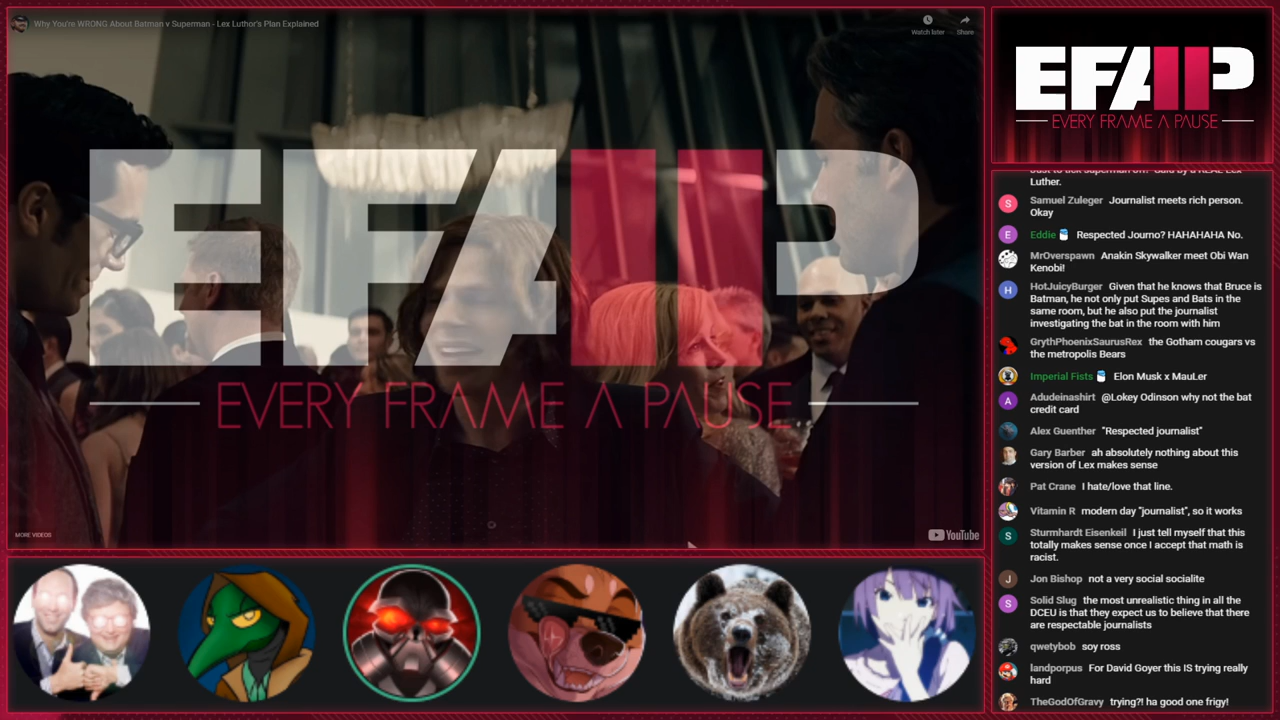 Why You're WRONG About Batman v Superman - Lex Luthor's Plan Explained
Watch later
Share
EFAP
EVERY FRAME A PAUSE
MORE VIDEOS
YouTube
EFAP
EVERY FRAME A PAUSE
Luther.
Samuel Zuleger Journalist meets rich person.
Okay
Eddie Respected Journo? HAHAHAHA No.
MrOverspawn Anakin Skywalker meet Obi Wan
Kenobi!
HotJuicyBurger Given that he knows that Bruce is
Batman, he not only put Supes and Bats in the
same room, but he also put the journalist
investigating the bat in the room with him
GrythPhoenixSaurusRex the Gotham cougars vs
the metropolis Bears
Imperial Fists Elon Musk x MauLer
Adudeinashirt @Lokey Odinson why not the bat
credit card
Alex Guenther "Respected journalist"
Gary Barber ah absolutely nothing about this
version of Lex makes sense
Pat Crane I hate/love that line.
Vitamin R modern day "journalist", so it works
Sturmhardt Eisenkeil I just tell myself that this
totally makes sense once I accept that math is
racist.
Jon Bishop not a very social socialite
Solid Slug the most unrealistic thing in all the
DCEU is that they expect us to believe that there
are respectable journalists
qwetybob soy ross
landporpus For David Goyer this IS trying really
hard
TheGodOfGravy trying?! ha good one frigy!
S
E
H
A
S
J
S